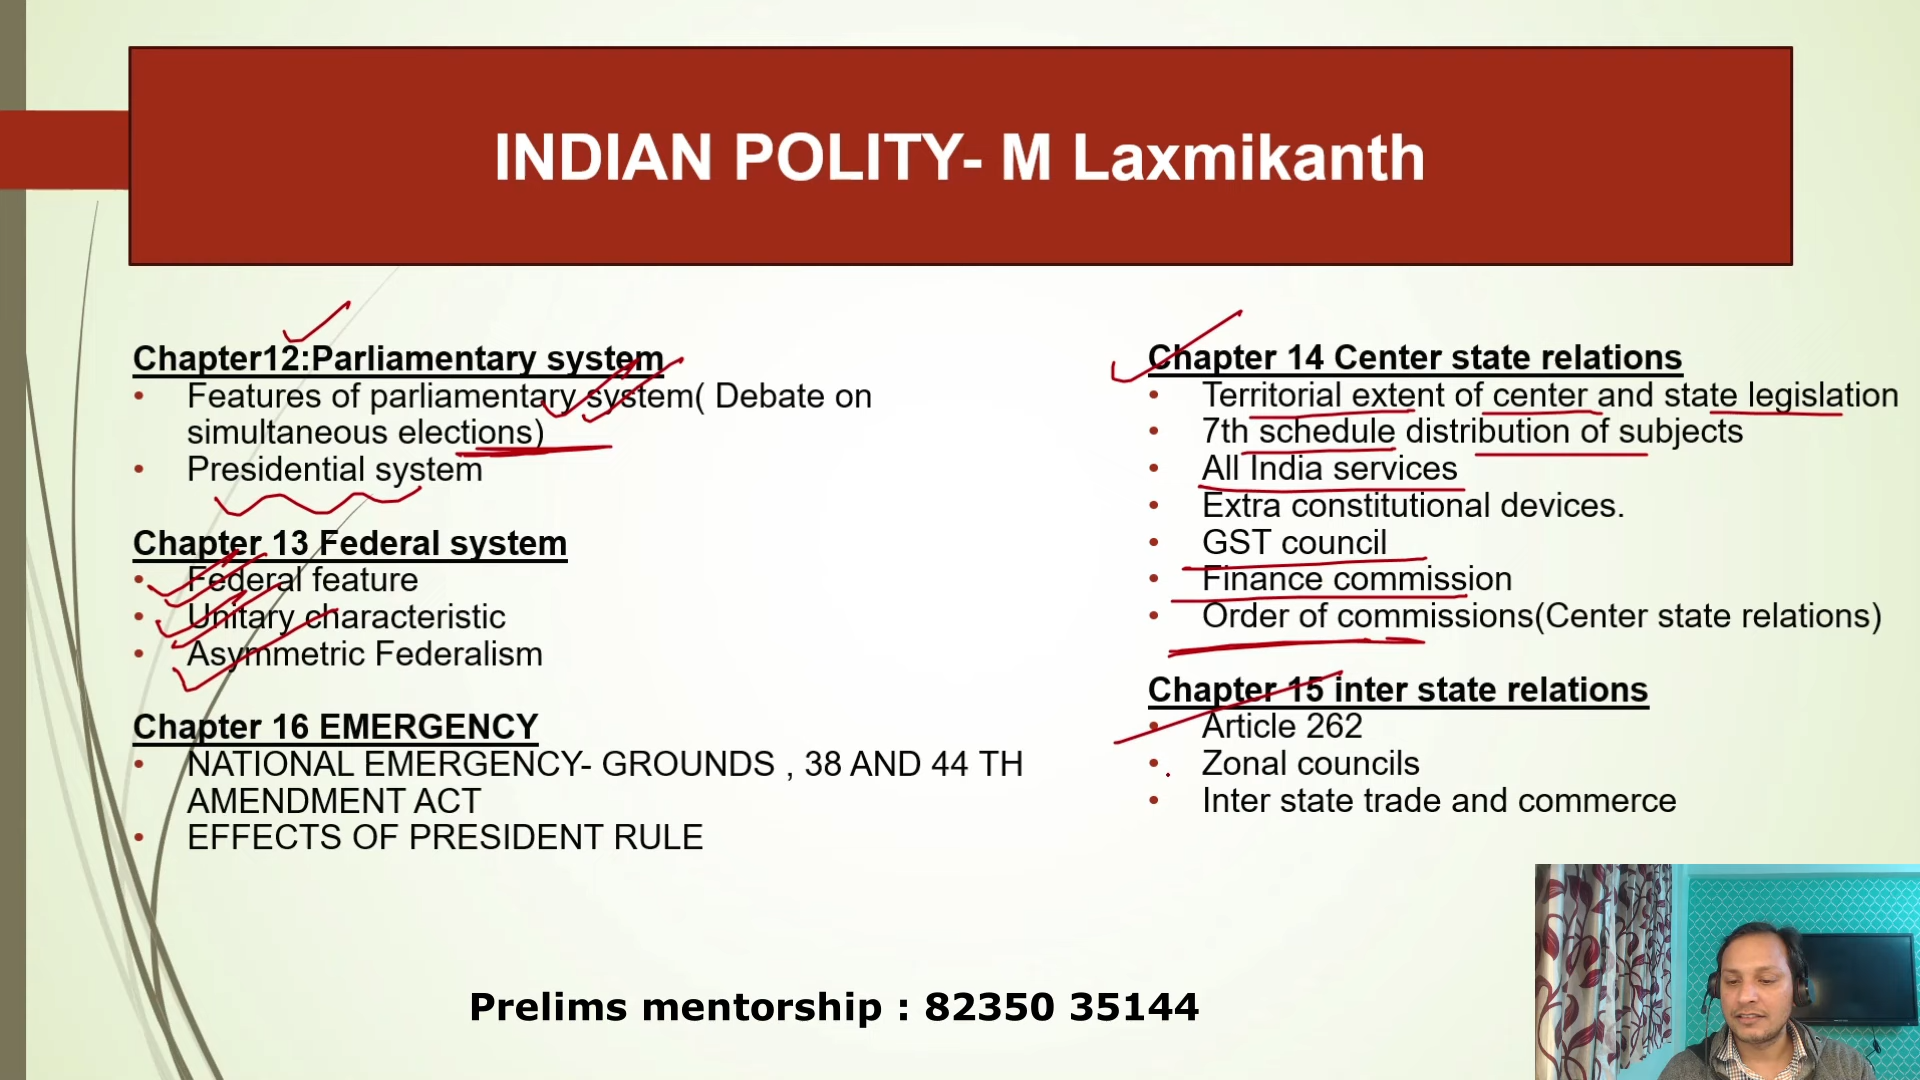 INDIAN POLITY- M Laxmikanth
Chapter12:Parliamentary system
• Features of parliamentary system( Debate on
simultaneous elections)
• Presidential system
Chapter 13 Federal system
• Federal feature
• Unitary characteristic
• Asymmetric Federalism
Chapter 16 EMERGENCY
• NATIONAL EMERGENCY- GROUNDS , 38 AND 44 TH
AMENDMENT ACT
• EFFECTS OF PRESIDENT RULE
Chapter 14 Center state relations
• Territorial extent of center and state legislation
• 7th schedule distribution of subjects
• All India services
• Extra constitutional devices.
• GST council
• Finance commission
• Order of commissions(Center state relations)
Chapter 15 inter state relations
• Article 262
• Zonal councils
• Inter state trade and commerce
Prelims mentorship : 82350 35144